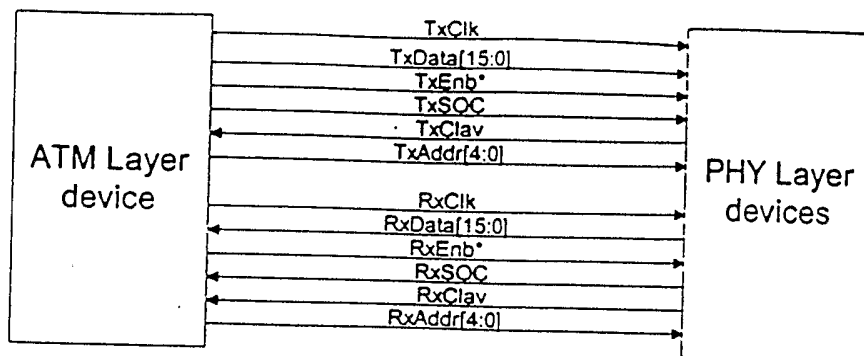 TxClk
TxData[15:0]
TxEnb*
TxSOC
TxClav
TxAddr[4:0]
ATM Layer
device
PHY Layer
devices
RxClk
RxData[15:0]
RxEnb*
RxSOC
RxClav
RxAddr[4:0]